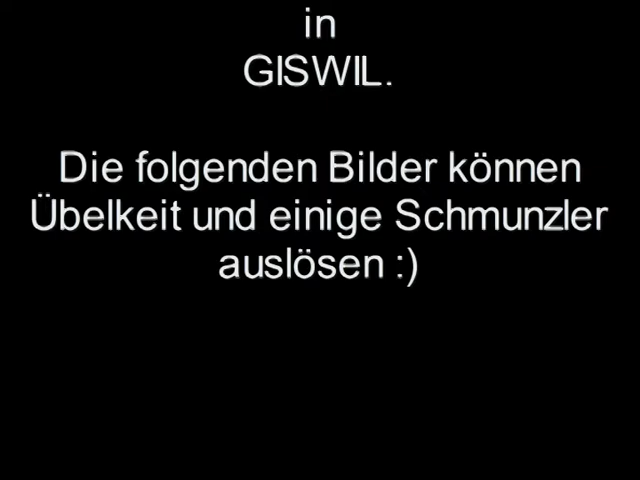 in
GISWIL.
Die folgenden Bilder können
Übelkeit und einige Schmunzler
auslösen :)